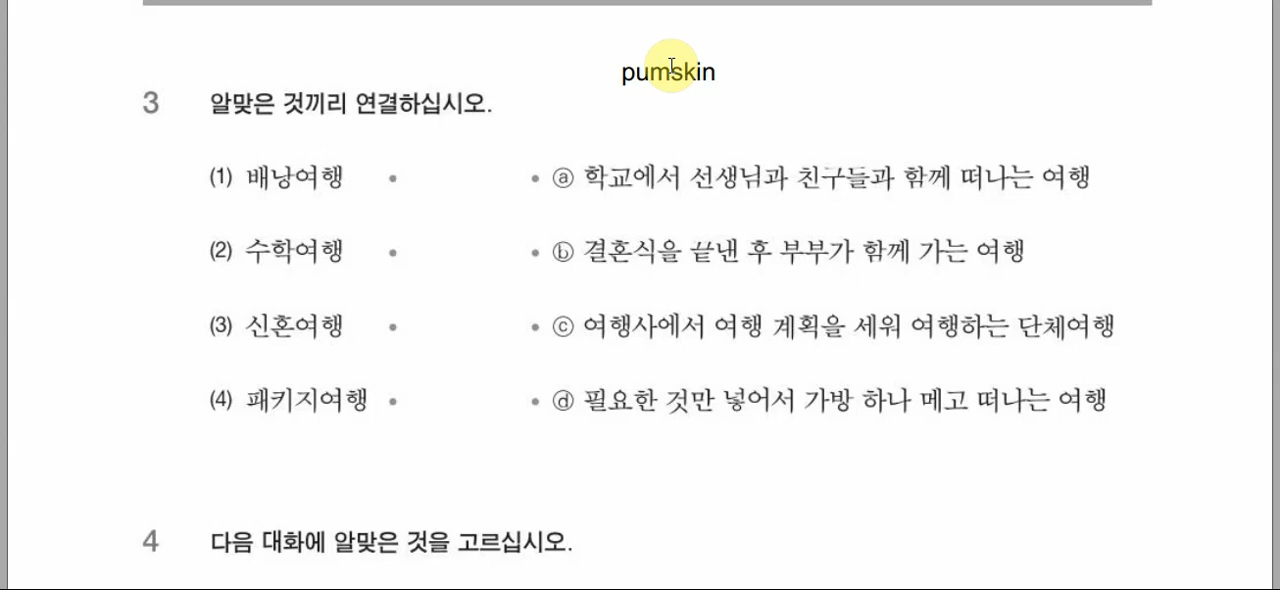 pumskin
3 알맞은 것끼리 연결하십시오.
(1) 배낭여행 • • ⓐ 학교에서 선생님과 친구들과 함께 떠나는 여행
(2) 수학여행 • • ⓑ 결혼식을 끝낸 후 부부가 함께 가는 여행
(3) 신혼여행 • • ⓒ 여행사에서 여행 계획을 세워 여행하는 단체여행
(4) 패키지여행 • • ⓓ 필요한 것만 넣어서 가방 하나 메고 떠나는 여행
4 다음 대화에 알맞은 것을 고르십시오.